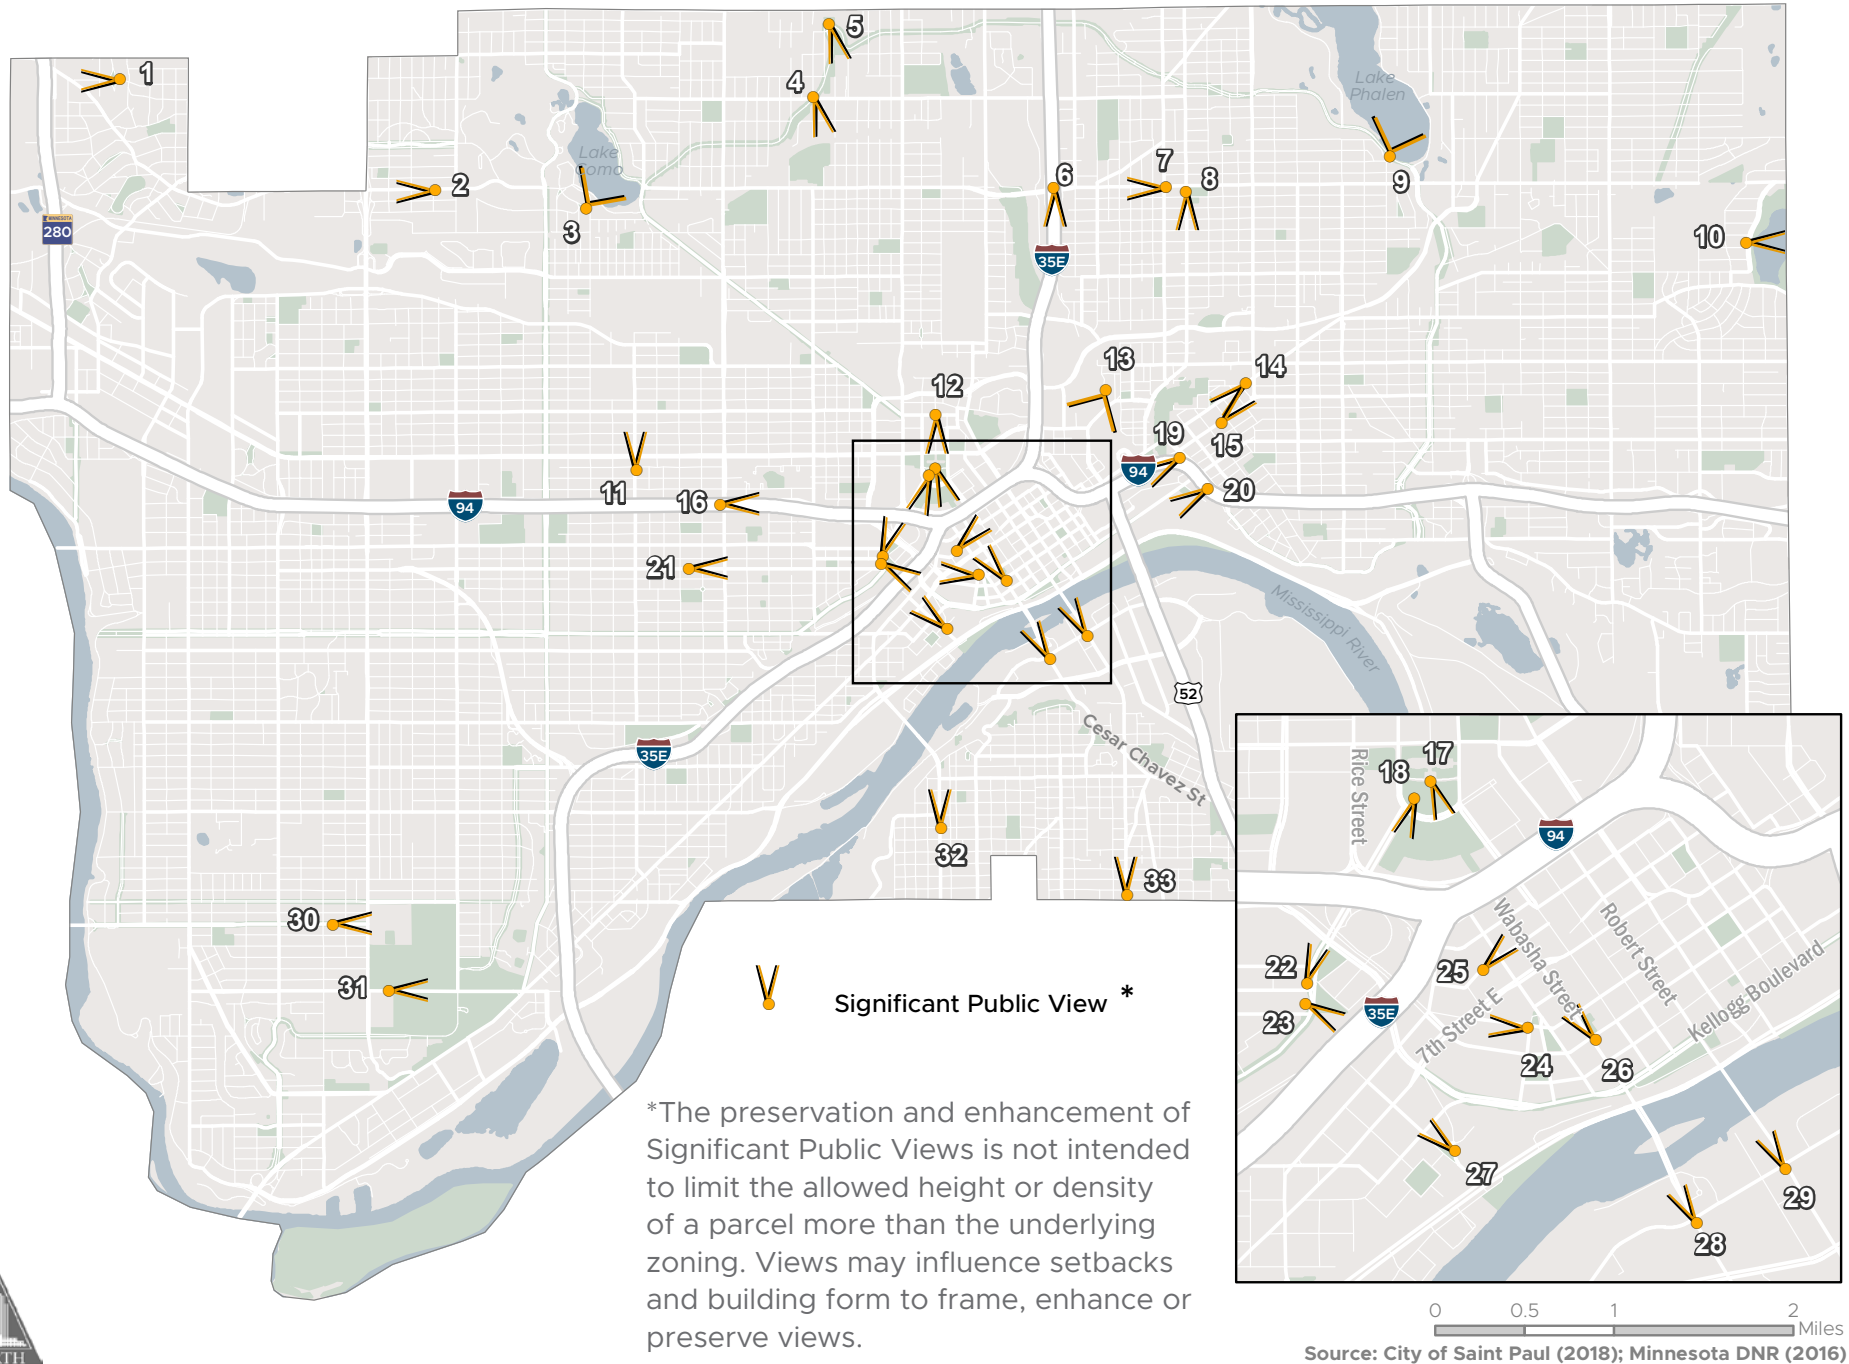 5
1
4
Lake
Phalen
Lake
Como
7
6
8
2
9
3
MINNESOTA
280
10
35E
13
14
12
19
15
94
11
16
94
20
21
Mississippi River
52
Cesar Chavez St
35E
32
33
30
31
Significant Public View *
*The preservation and enhancement of
Significant Public Views is not intended
to limit the allowed height or density
of a parcel more than the underlying
zoning. Views may influence setbacks
and building form to frame, enhance or
preserve views.
17
18
Rice Street
94
Wabasha Street
Robert Street
22
25
23
35E
7th Street E
Kellogg Boulevard
24
26
27
29
28
0 0.5 1 2
Miles
Source: City of Saint Paul (2018); Minnesota DNR (2016)